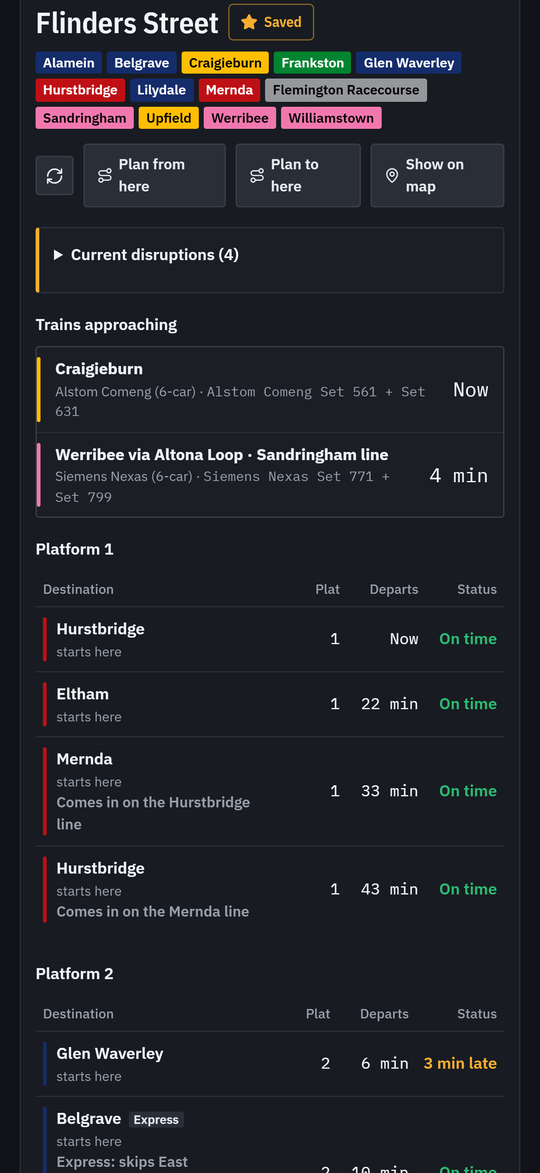 Flinders Street
Saved
Alamein Belgrave Craigieburn Frankston Glen Waverley
Hurstbridge Lilydale Mernda Flemington Racecourse
Sandringham Upfield Werribee Williamstown
Plan from here
Plan to here
Show on map
Current disruptions (4)
Trains approaching
Craigieburn
Alstom Comeng (6-car) · Alstom Comeng Set 561 + Set
631
Now
Werribee via Altona Loop · Sandringham line
Siemens Nexas (6-car) · Siemens Nexas Set 771 +
Set 799
4 min
Platform 1
Destination Plat Departs Status
Hurstbridge
starts here
1 Now On time
Eltham
starts here
1 22 min On time
Mernda
starts here
Comes in on the Hurstbridge
line
1 33 min On time
Hurstbridge
starts here
Comes in on the Mernda line
1 43 min On time
Platform 2
Destination Plat Departs Status
Glen Waverley
starts here
2 6 min 3 min late
Belgrave Express
starts here
Express: skips East
2 10 min On time